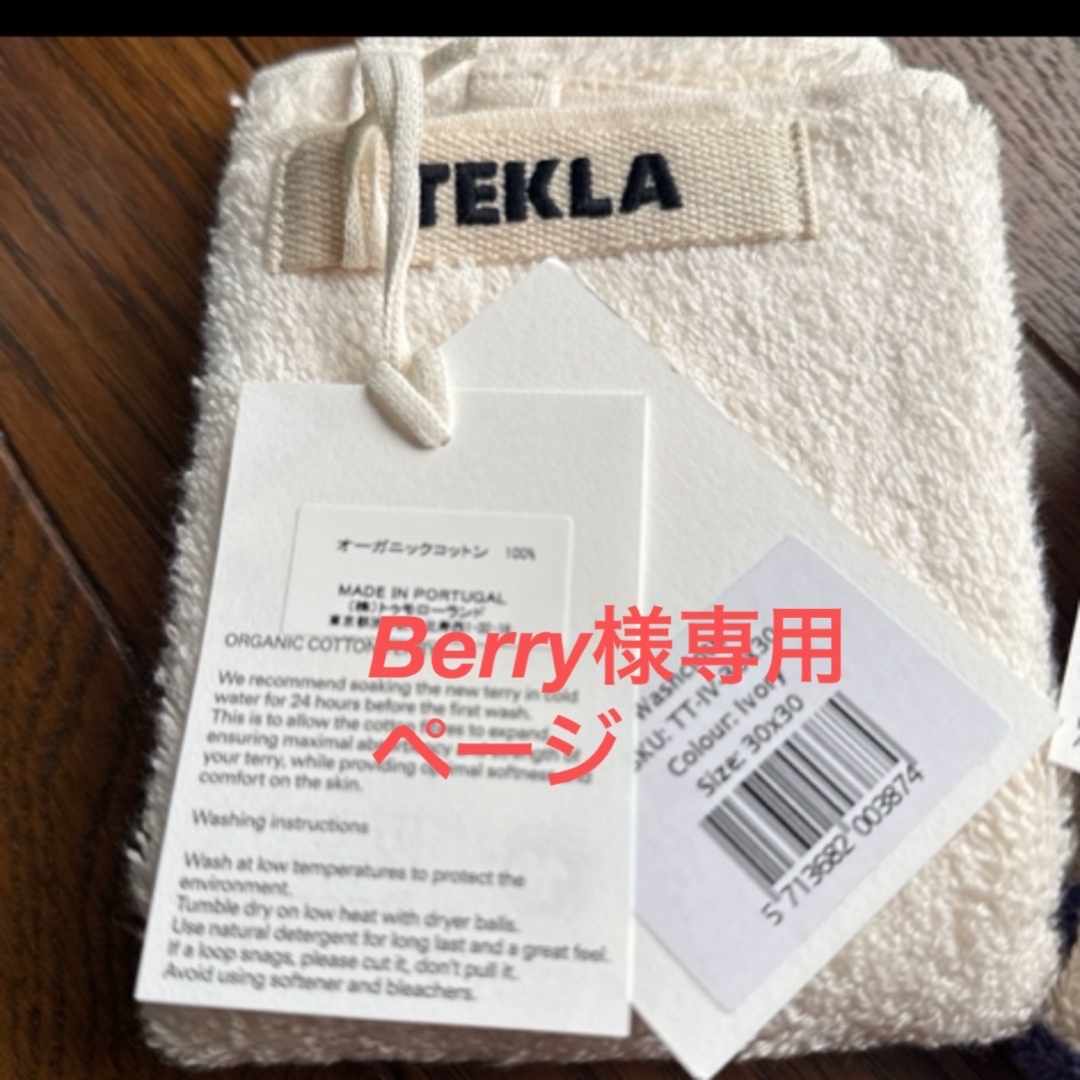 TEKLA
オーガニックコットン 100%
MADE IN PORTUGAL
(株)トゥモローランド
ORGANIC COTTON
We recommend soaking the new terry in cold
water for 24 hours before the first wash.
This is to allow the cotton to expand
ensuring maximal
your terry, while providing softness and
comfort on the skin.
Washing instructions
Wash at low temperatures to protect the
environment.
Tumble dry on low heat with dryer balls.
Use natural detergent for long last and a great feel.
If a loop snags, please cut it, don't pull it.
Avoid using softener and bleachers.
Berry様専用
ページ
SKU: TT-IV
Colour: Ivory
Size: 30x30
5 713682 003874